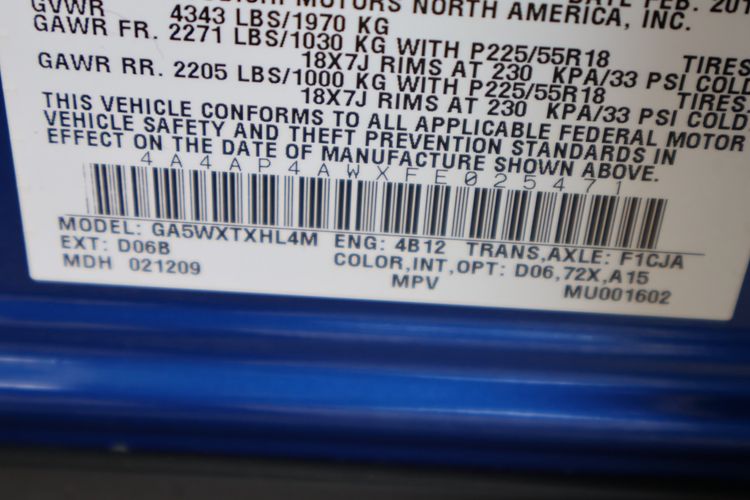 MOTORS NORTH AMERICA, INC.
GVWR 4343 LBS/1970 KG
GAWR FR. 2271 LBS/1030 KG WITH P225/55R18 TIRES
18X7J RIMS AT 230 KPA/33 PSI COLD
GAWR RR. 2205 LBS/1000 KG WITH P225/55R18 TIRES
18X7J RIMS AT 230 KPA/33 PSI COLD
THIS VEHICLE CONFORMS TO ALL APPLICABLE FEDERAL MOTOR
VEHICLE SAFETY AND THEFT PREVENTION STANDARDS IN
EFFECT ON THE DATE OF MANUFACTURE SHOWN ABOVE.
4A4AP4AWXFE025471
MODEL: GA5WXTXHL4M ENG: 4B12 TRANS,AXLE: F1CJA
EXT: D06B COLOR,INT,OPT: D06,72X,A15
MDH 021209 MPV MU001602